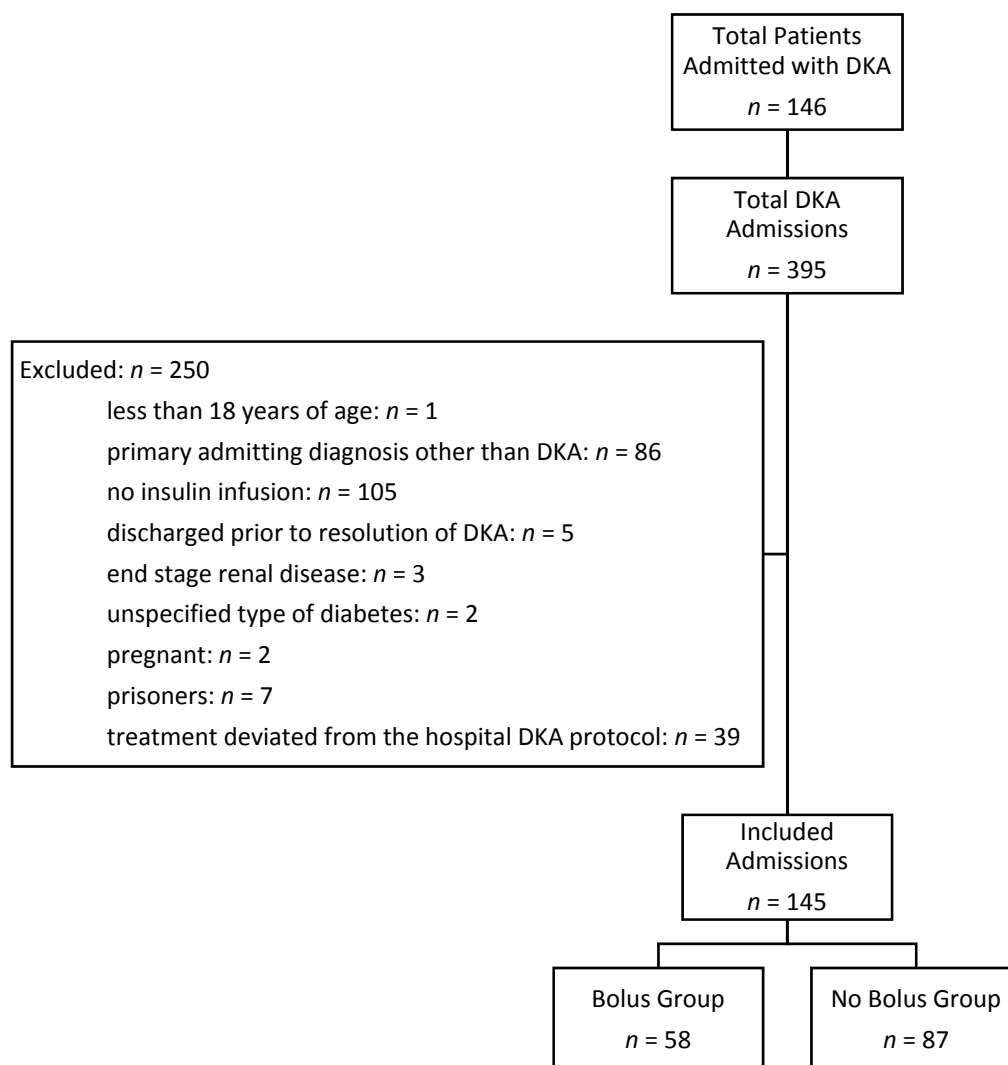 Total Patients
Admitted with DKA
n = 146
Total DKA
Admissions
n = 395
Excluded: n = 250
less than 18 years of age: n = 1
primary admitting diagnosis other than DKA: n = 86
no insulin infusion: n = 105
discharged prior to resolution of DKA: n = 5
end stage renal disease: n = 3
unspecified type of diabetes: n = 2
pregnant: n = 2
prisoners: n = 7
treatment deviated from the hospital DKA protocol: n = 39
Included
Admissions
n = 145
Bolus Group
n = 58
No Bolus Group
n = 87